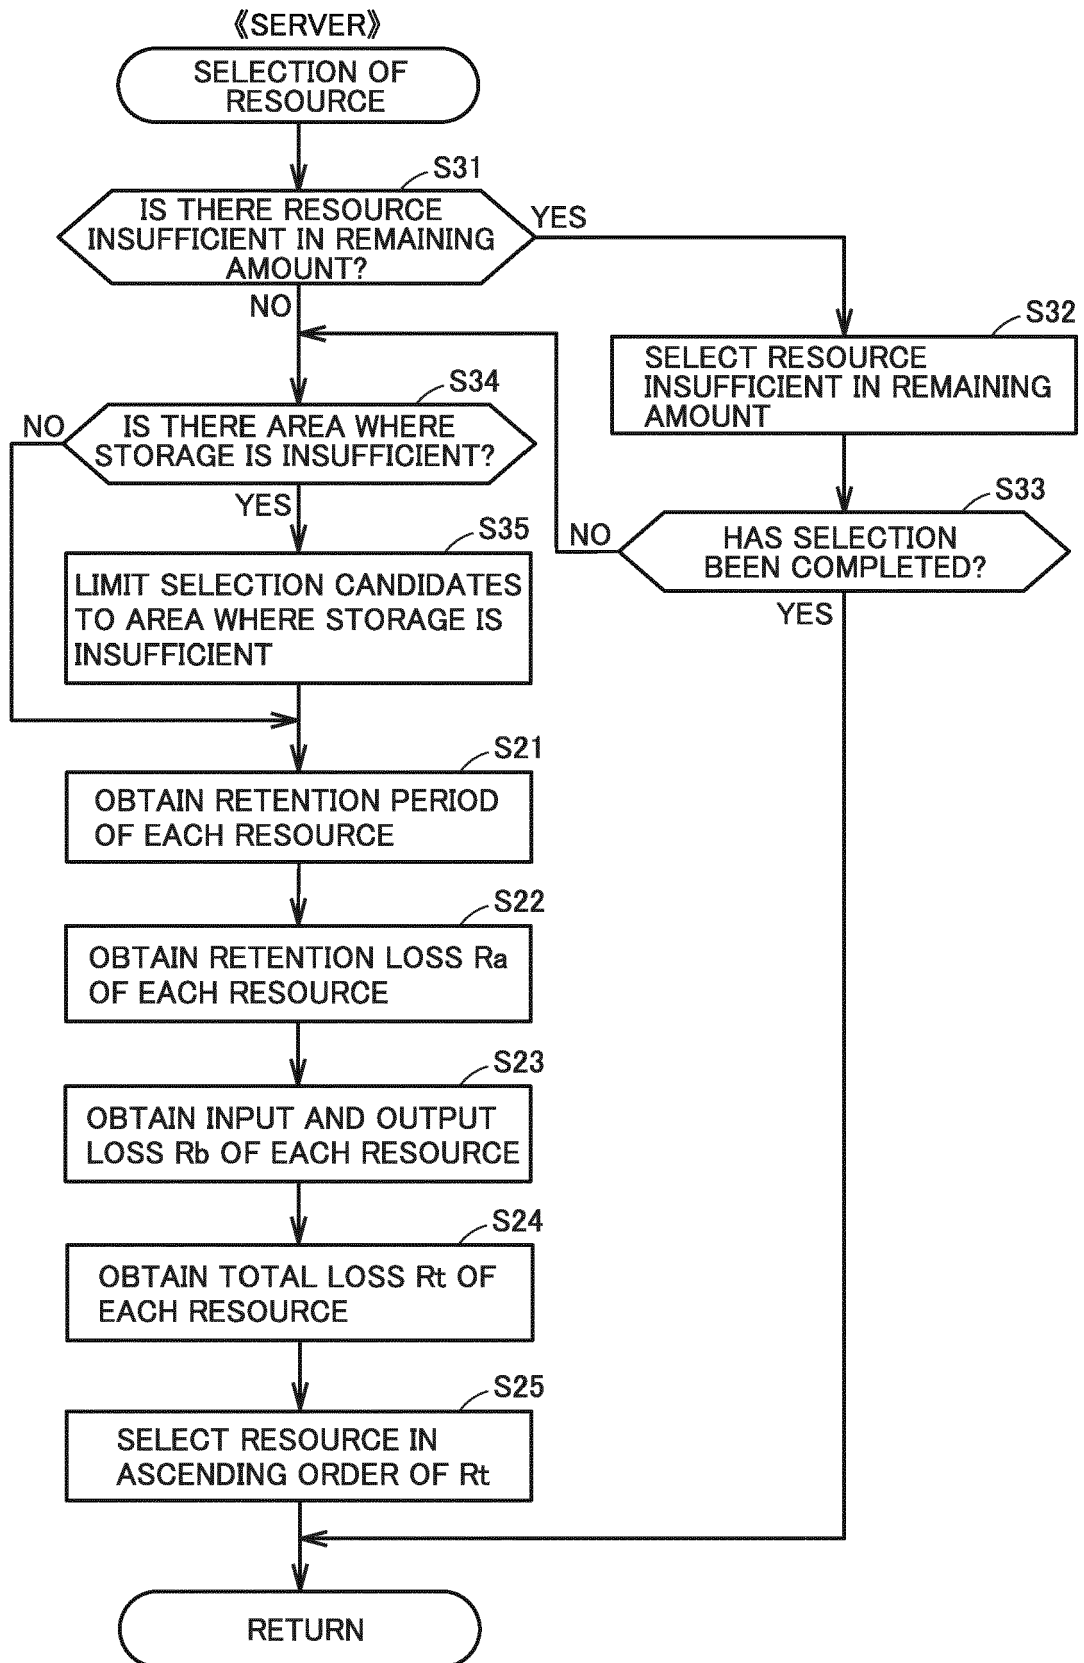 《SERVER》
SELECTION OF
RESOURCE
S31
IS THERE RESOURCE
INSUFFICIENT IN REMAINING
AMOUNT?
YES
NO
S32
SELECT RESOURCE
INSUFFICIENT IN REMAINING
AMOUNT
S33
HAS SELECTION
BEEN COMPLETED?
NO
YES
S34
IS THERE AREA WHERE
STORAGE IS INSUFFICIENT?
NO
YES
S35
LIMIT SELECTION CANDIDATES
TO AREA WHERE STORAGE IS
INSUFFICIENT
S21
OBTAIN RETENTION PERIOD
OF EACH RESOURCE
S22
OBTAIN RETENTION LOSS Ra
OF EACH RESOURCE
S23
OBTAIN INPUT AND OUTPUT
LOSS Rb OF EACH RESOURCE
S24
OBTAIN TOTAL LOSS Rt OF
EACH RESOURCE
S25
SELECT RESOURCE IN
ASCENDING ORDER OF Rt
RETURN